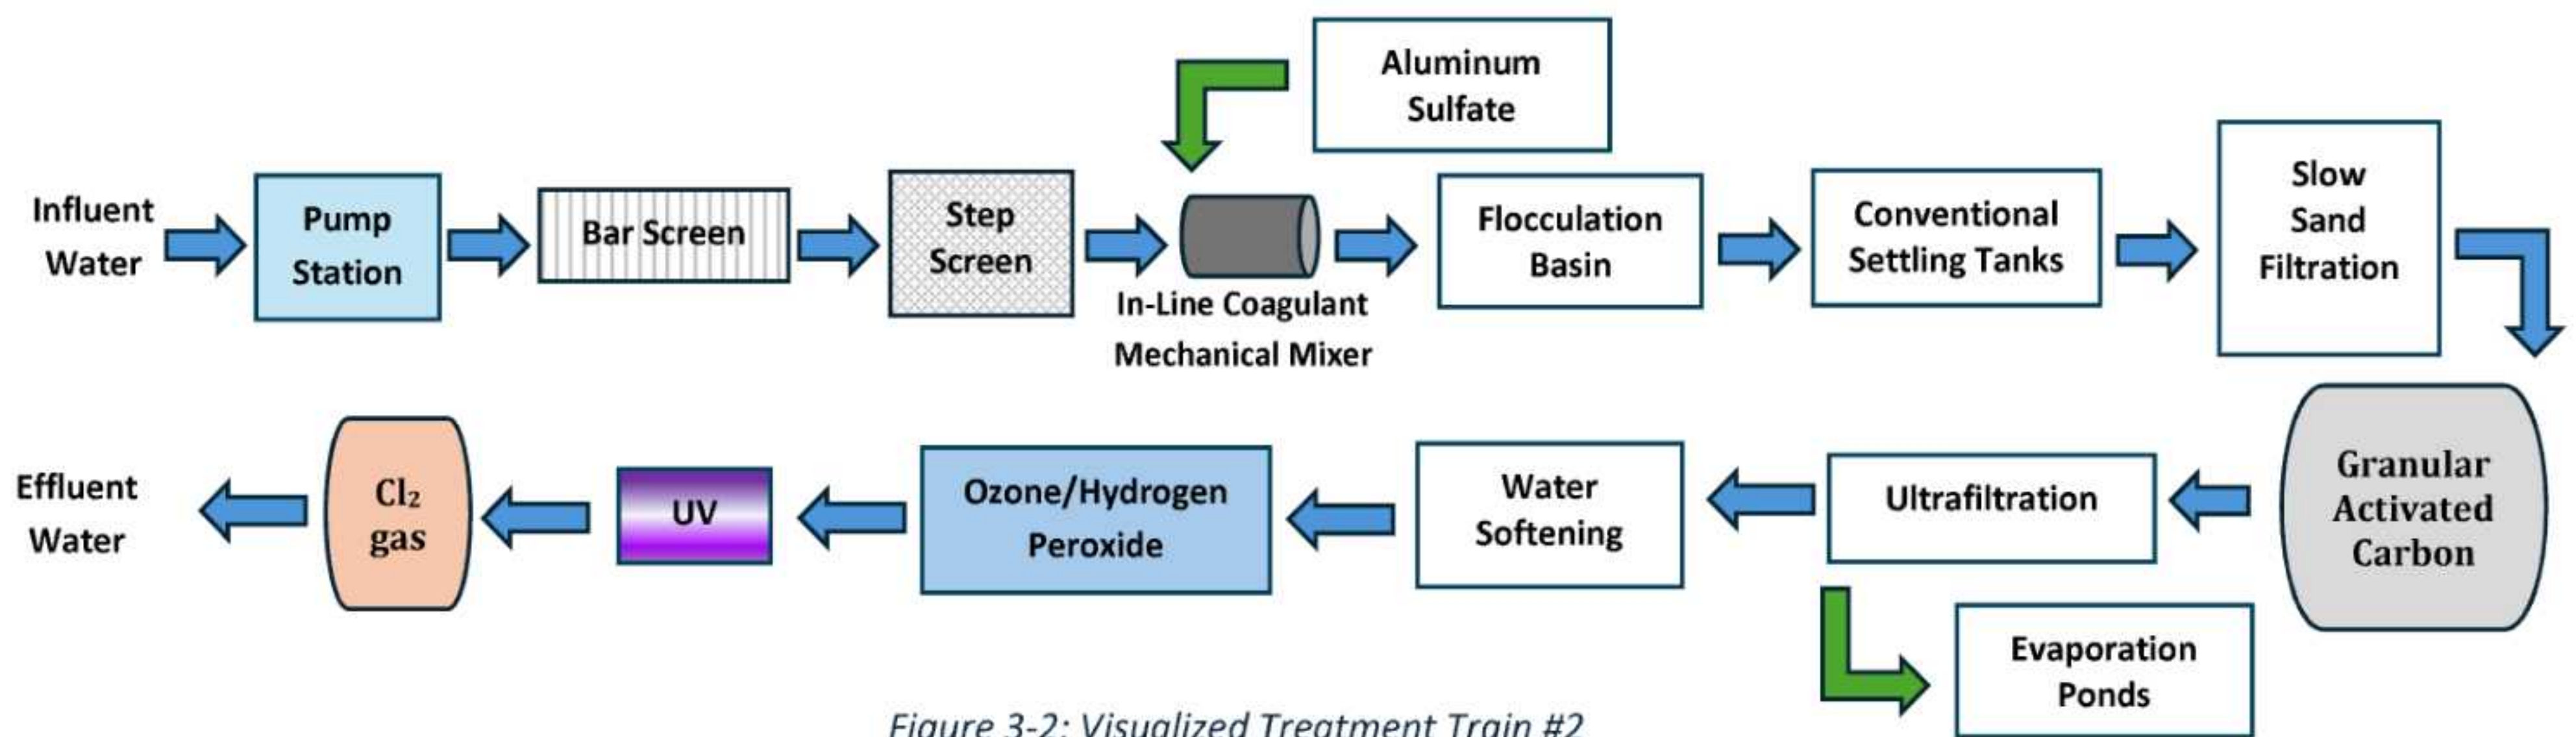 Influent
Water
Pump
Station
Bar Screen
Step
Screen
Aluminum
Sulfate
In-Line Coagulant
Mechanical Mixer
Flocculation
Basin
Conventional
Settling Tanks
Slow
Sand
Filtration
Granular
Activated
Carbon
Ultrafiltration
Evaporation
Ponds
Water
Softening
Ozone/Hydrogen
Peroxide
UV
Cl₂
gas
Effluent
Water
Figure 3-2: Visualized Treatment Train #2